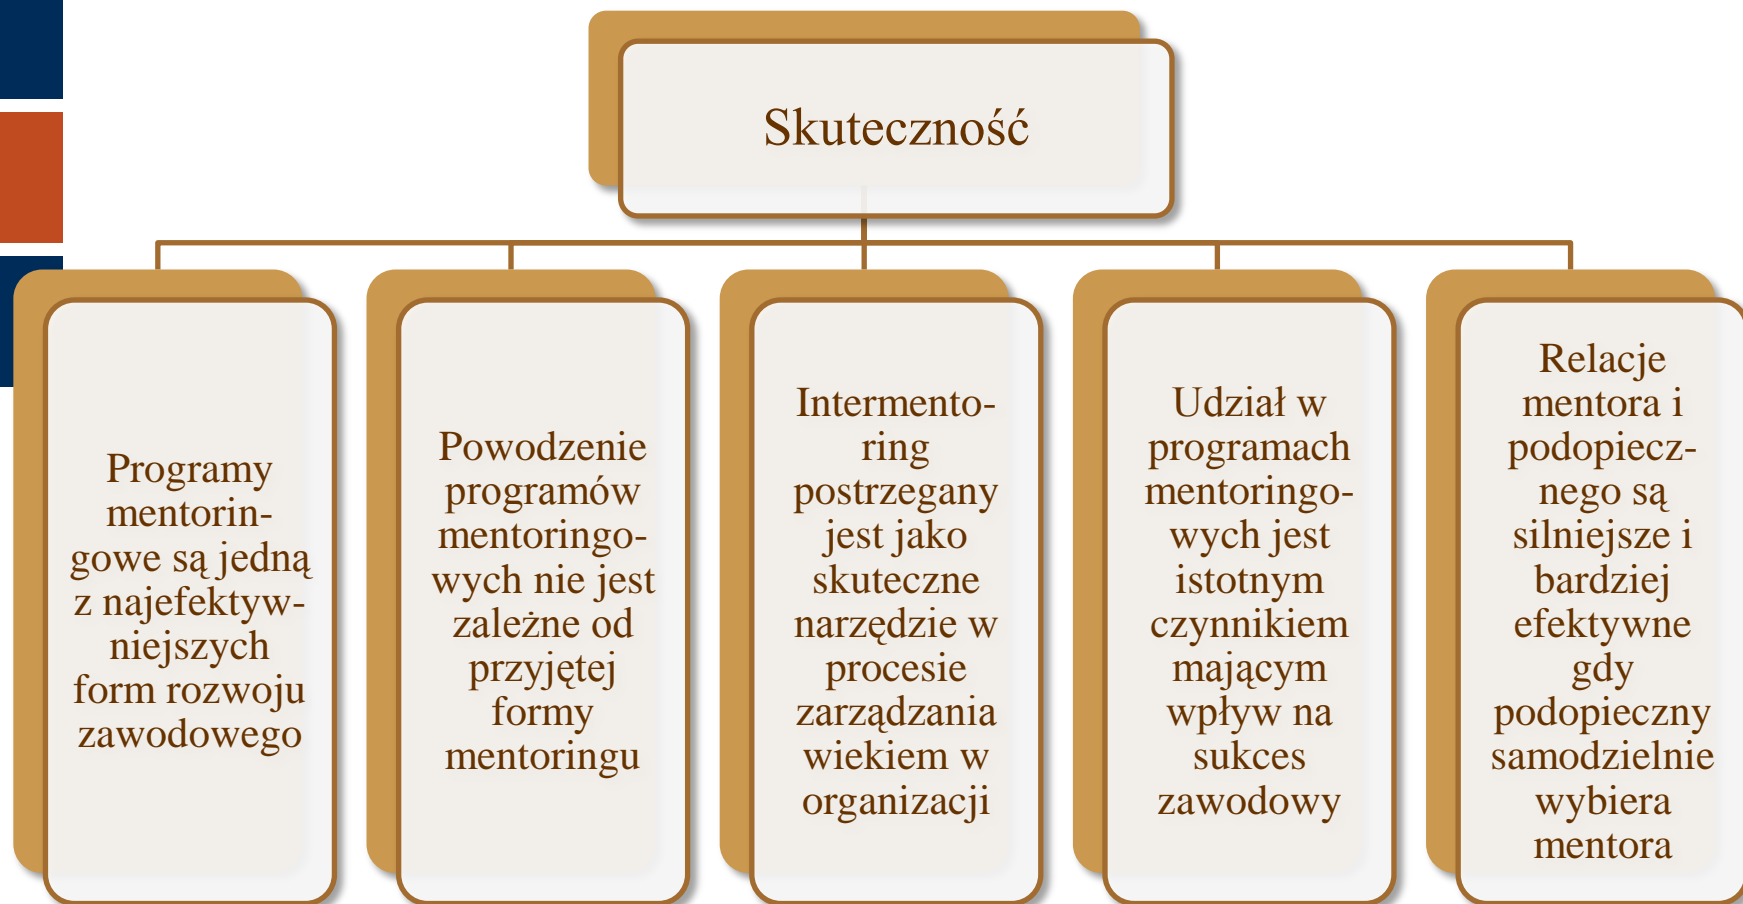 Skuteczność
Programy
mentorin-
gowe są jedną
z najefektyw-
niejszych
form rozwoju
zawodowego
Powodzenie
programów
mentoringo-
wych nie jest
zależne od
przyjętej
formy
mentoringu
Intermento-
ring
postrzegany
jest jako
skuteczne
narzędzie w
procesie
zarządzania
wiekiem w
organizacji
Udział w
programach
mentoringo-
wych jest
istotnym
czynnikiem
mającym
wpływ na
sukces
zawodowy
Relacje
mentora i
podopiecz-
nego są
silniejsze i
bardziej
efektywne
gdy
podopieczny
samodzielnie
wybiera
mentora